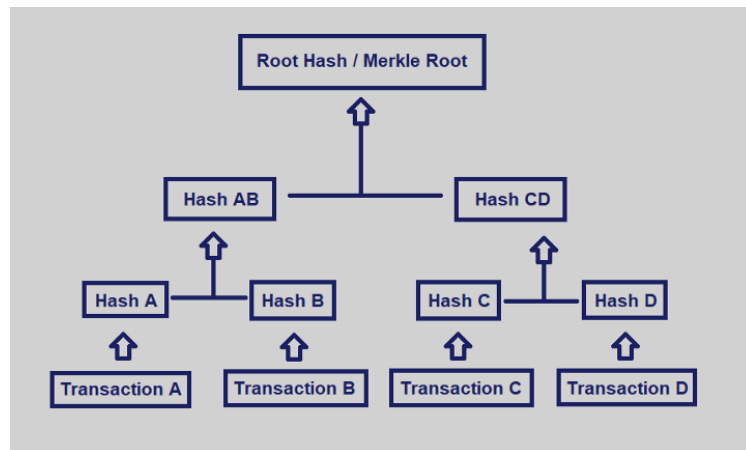 Root Hash / Merkle Root
Hash AB
Hash CD
Hash A
Hash B
Hash C
Hash D
Transaction A
Transaction B
Transaction C
Transaction D